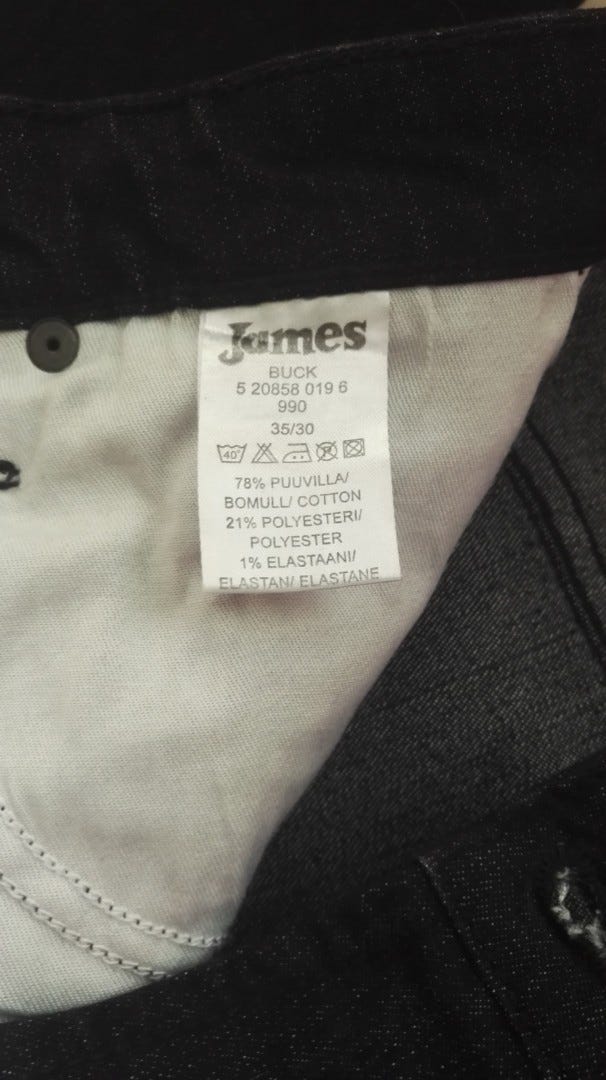 James
BUCK
5 20858 019 6
990
35/30
40°
78% PUUVILLA/
BOMULL/ COTTON
21% POLYESTERI/
POLYESTER
1% ELASTAANI/
ELASTAN/ ELASTANE